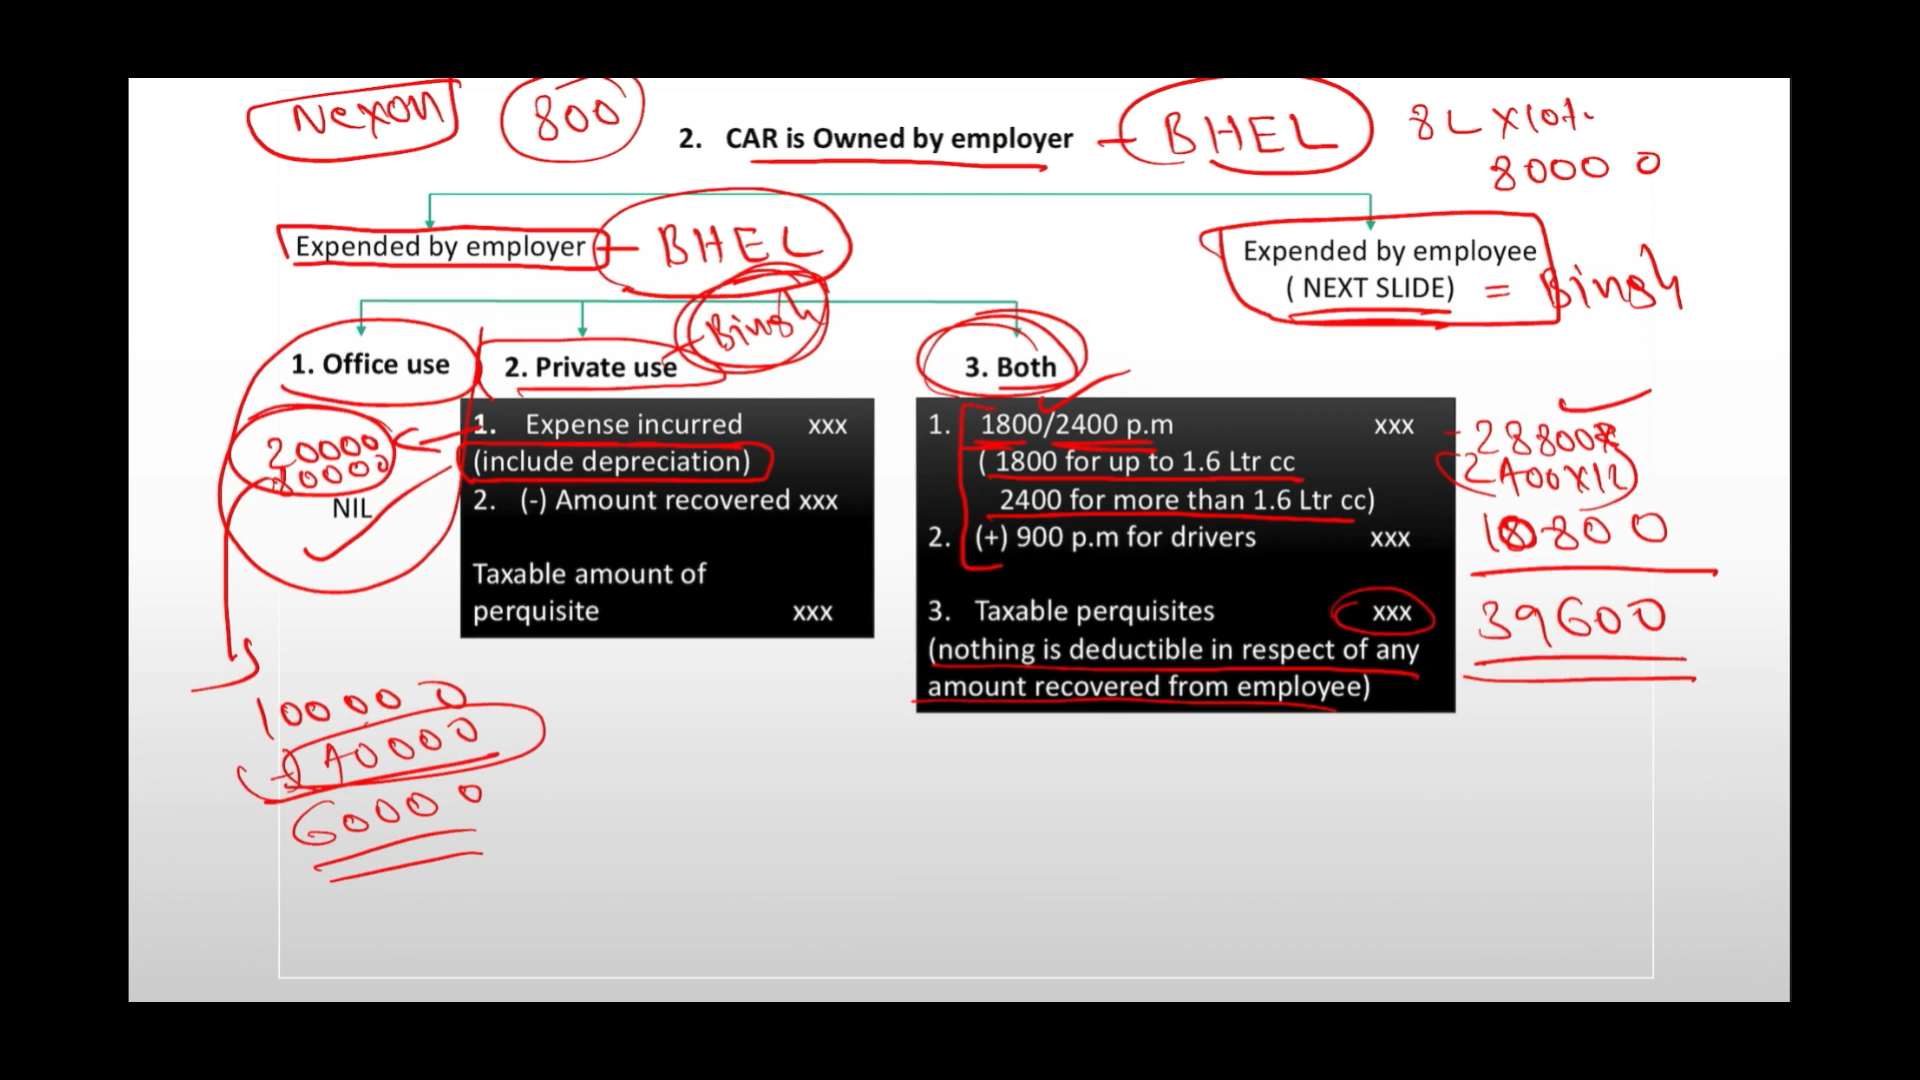 Nexon 800 2. CAR is Owned by employer - BHEL 8L x 10%
80000
Expended by employer - BHEL
Expended by employee
( NEXT SLIDE) = Bingh
Bingh
1. Office use
2. Private use
3. Both
20000
80000
NIL
1. Expense incurred xxx
(include depreciation)
2. (-) Amount recovered xxx
Taxable amount of
perquisite xxx
1. 1800/2400 p.m xxx
( 1800 for up to 1.6 Ltr cc
2400 for more than 1.6 Ltr cc)
2. (+) 900 p.m for drivers xxx
3. Taxable perquisites xxx
(nothing is deductible in respect of any
amount recovered from employee)
28800
2400X12
10800
39600
100000
-) 40000
60000